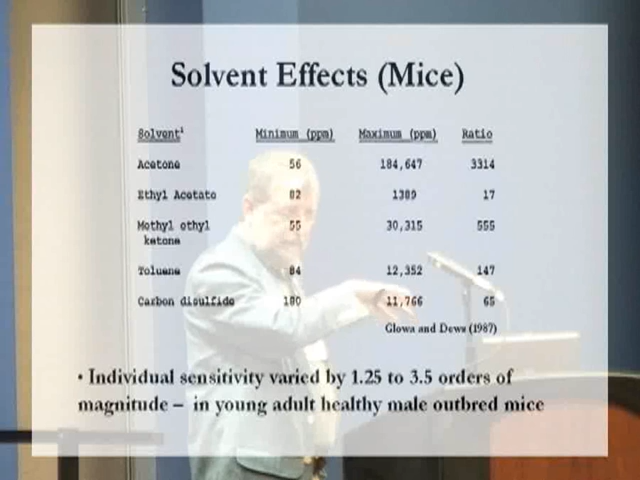 Solvent Effects (Mice)
Solvent¹ Minimum (ppm) Maximum (ppm) Ratio
Acetone 56 184,647 3314
Ethyl Acetate 82 1389 17
Methyl ethyl 55 30,315 555
ketone
Toluene 84 12,352 147
Carbon disulfide 180 11,766 65
Glowa and Dews (1987)
• Individual sensitivity varied by 1.25 to 3.5 orders of
magnitude – in young adult healthy male outbred mice